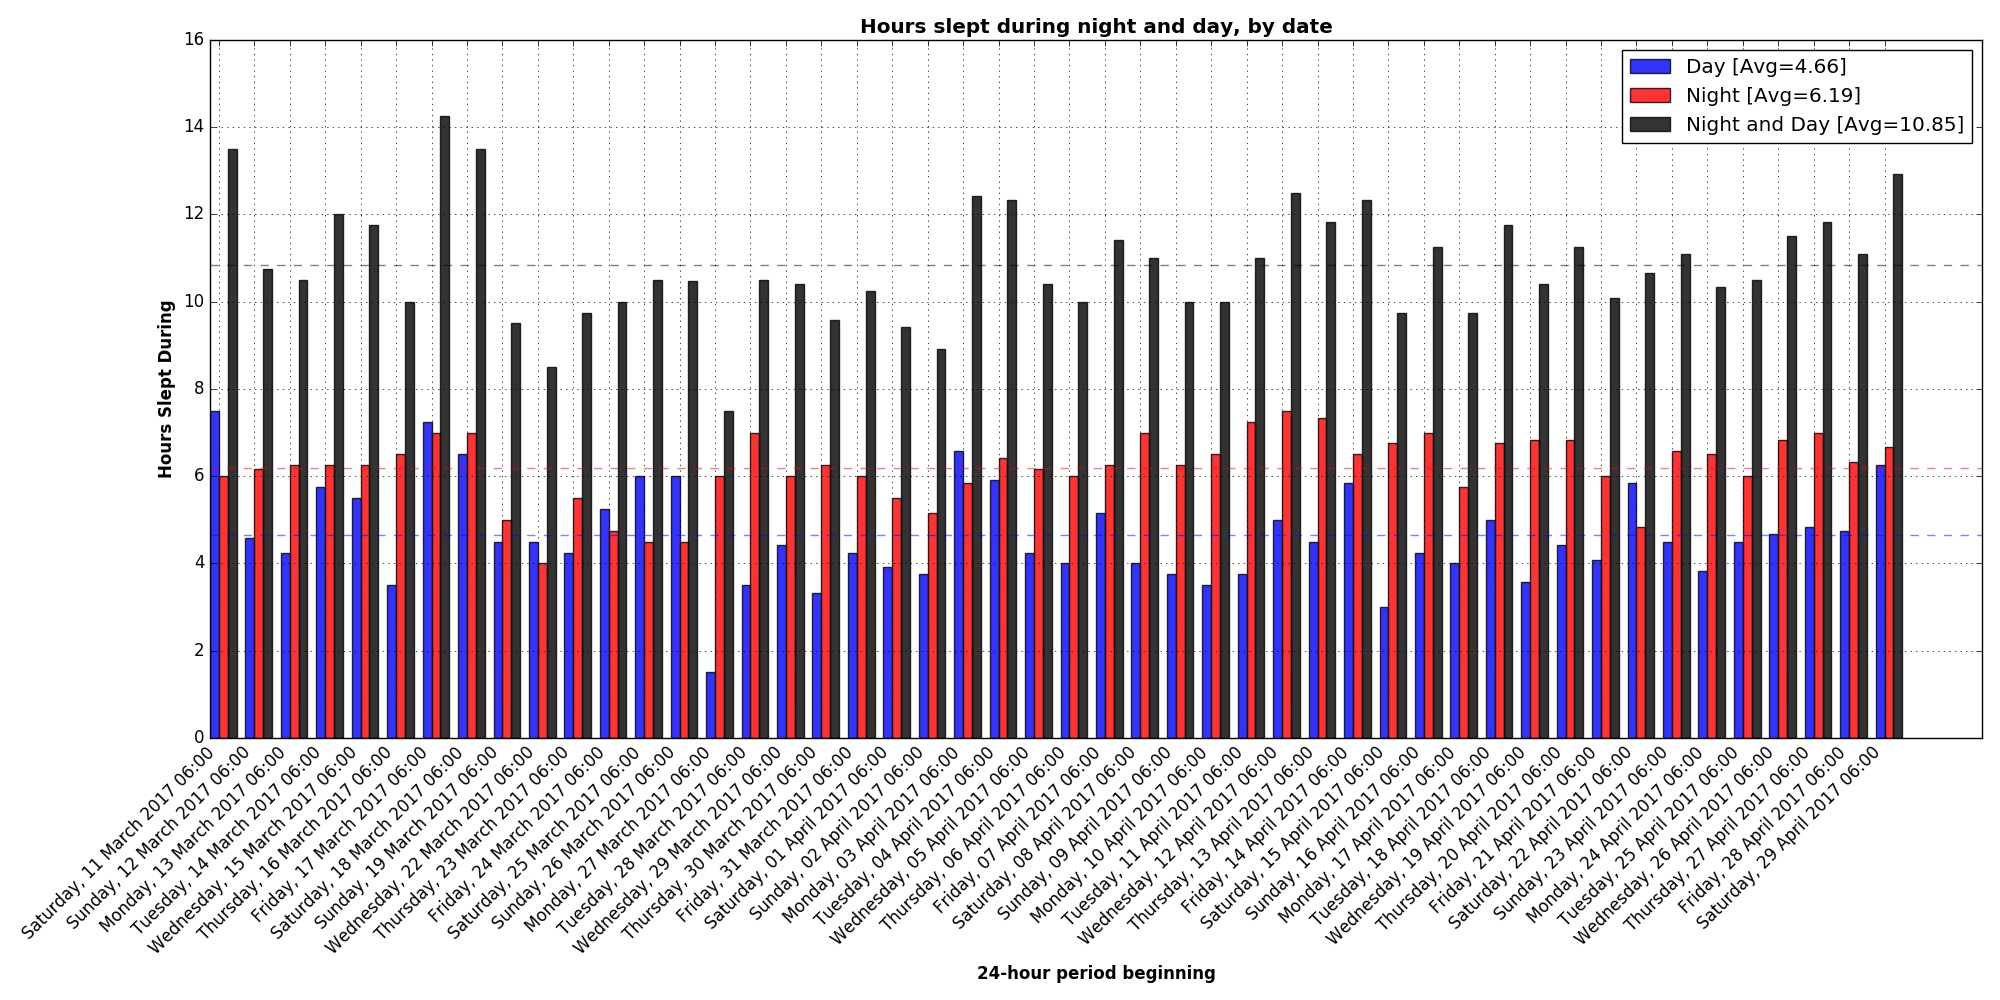 Hours slept during night and day, by date
Day [Avg=4.66]
Night [Avg=6.19]
Night and Day [Avg=10.85]
Hours Slept During
16
14
12
10
8
6
4
2
0
Saturday, 11 March 2017 06:00
Sunday, 12 March 2017 06:00
Monday, 13 March 2017 06:00
Tuesday, 14 March 2017 06:00
Wednesday, 15 March 2017 06:00
Thursday, 16 March 2017 06:00
Friday, 17 March 2017 06:00
Saturday, 18 March 2017 06:00
Sunday, 19 March 2017 06:00
Wednesday, 22 March 2017 06:00
Thursday, 23 March 2017 06:00
Friday, 24 March 2017 06:00
Saturday, 25 March 2017 06:00
Sunday, 26 March 2017 06:00
Monday, 27 March 2017 06:00
Tuesday, 28 March 2017 06:00
Wednesday, 29 March 2017 06:00
Thursday, 30 March 2017 06:00
Friday, 31 March 2017 06:00
Saturday, 01 April 2017 06:00
Sunday, 02 April 2017 06:00
Monday, 03 April 2017 06:00
Tuesday, 04 April 2017 06:00
Wednesday, 05 April 2017 06:00
Thursday, 06 April 2017 06:00
Friday, 07 April 2017 06:00
Saturday, 08 April 2017 06:00
Sunday, 09 April 2017 06:00
Monday, 10 April 2017 06:00
Tuesday, 11 April 2017 06:00
Wednesday, 12 April 2017 06:00
Thursday, 13 April 2017 06:00
Friday, 14 April 2017 06:00
Saturday, 15 April 2017 06:00
Sunday, 16 April 2017 06:00
Monday, 17 April 2017 06:00
Tuesday, 18 April 2017 06:00
Wednesday, 19 April 2017 06:00
Thursday, 20 April 2017 06:00
Friday, 21 April 2017 06:00
Saturday, 22 April 2017 06:00
Sunday, 23 April 2017 06:00
Monday, 24 April 2017 06:00
Tuesday, 25 April 2017 06:00
Wednesday, 26 April 2017 06:00
Thursday, 27 April 2017 06:00
Friday, 28 April 2017 06:00
Saturday, 29 April 2017 06:00
24-hour period beginning